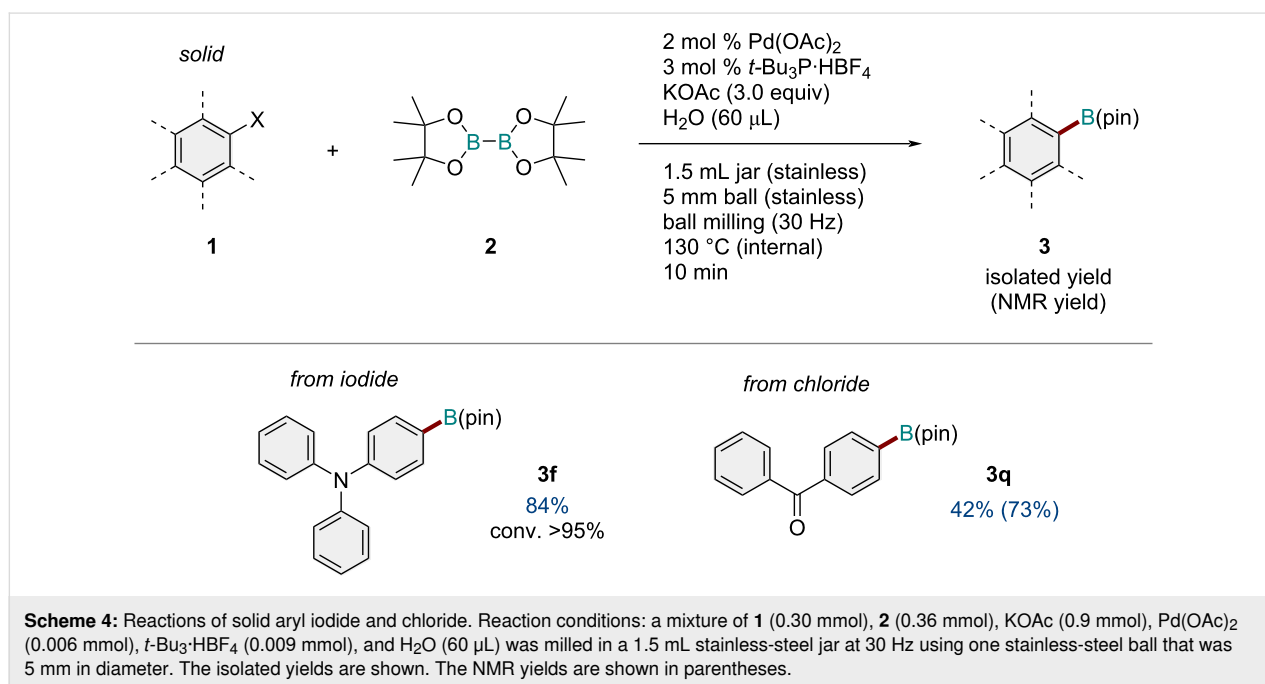 solid
X
1
+
O
O
B
B
O
O
2
2 mol % Pd(OAc)2
3 mol % t-Bu3P·HBF4
KOAc (3.0 equiv)
H2O (60 μL)
1.5 mL jar (stainless)
5 mm ball (stainless)
ball milling (30 Hz)
130 °C (internal)
10 min
B(pin)
3
isolated yield
(NMR yield)
from iodide
B(pin)
N
3f
84%
conv. >95%
from chloride
B(pin)
O
3q
42% (73%)
Scheme 4: Reactions of solid aryl iodide and chloride. Reaction conditions: a mixture of 1 (0.30 mmol), 2 (0.36 mmol), KOAc (0.9 mmol), Pd(OAc)2
(0.006 mmol), t-Bu3·HBF4 (0.009 mmol), and H2O (60 μL) was milled in a 1.5 mL stainless-steel jar at 30 Hz using one stainless-steel ball that was
5 mm in diameter. The isolated yields are shown. The NMR yields are shown in parentheses.